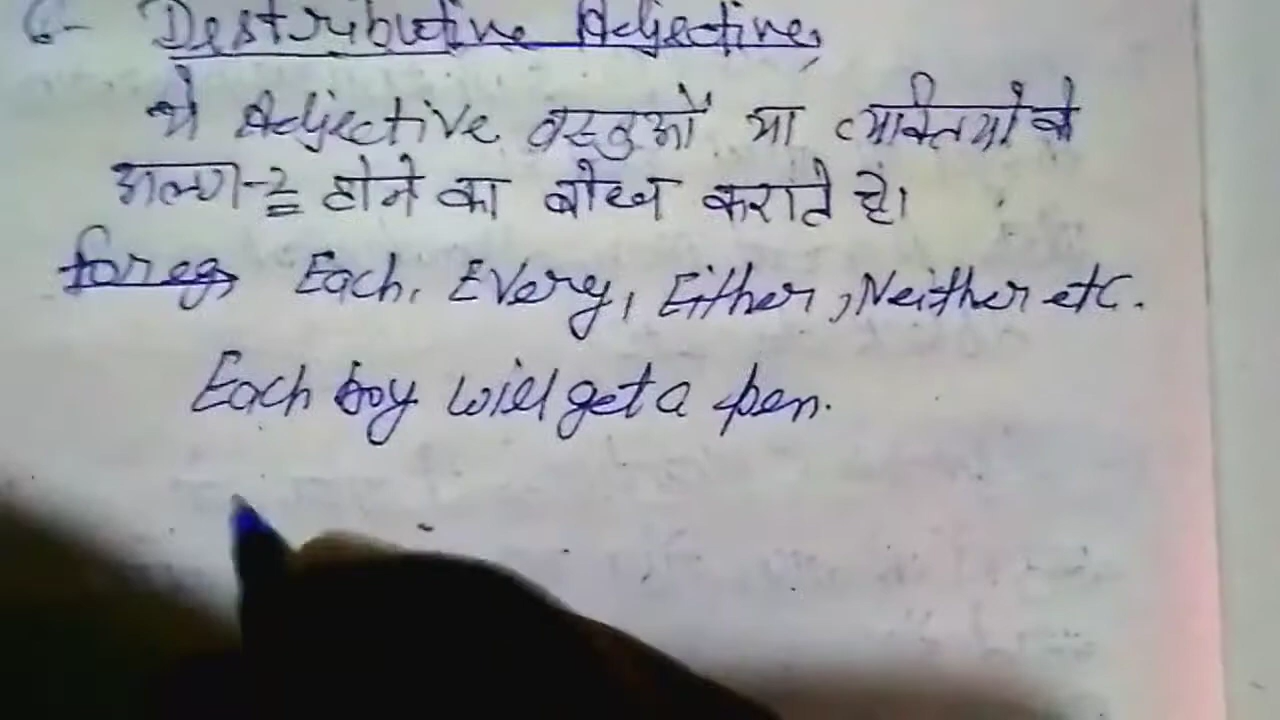 6- Destributive Adjective,
ये Adjective वस्तुओं या व्यक्तियो के
अलग-२ होने का बोध कराते है।
for eg, Each, Every, Either, Neither etc.
Each boy will get a pen.